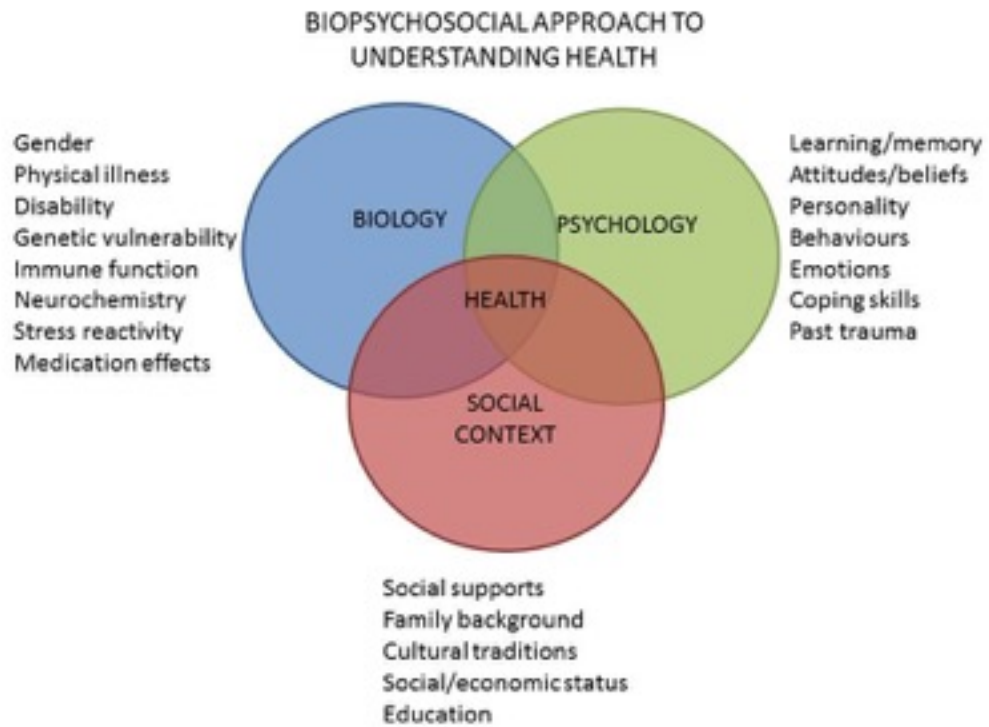 BIOPSYCHOSOCIAL APPROACH TO
UNDERSTANDING HEALTH
Gender
Physical illness
Disability
Genetic vulnerability
Immune function
Neurochemistry
Stress reactivity
Medication effects
BIOLOGY
PSYCHOLOGY
HEALTH
SOCIAL
CONTEXT
Learning/memory
Attitudes/beliefs
Personality
Behaviours
Emotions
Coping skills
Past trauma
Social supports
Family background
Cultural traditions
Social/economic status
Education